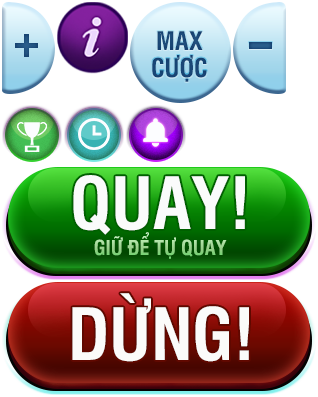 +
i
MAX
CƯỢC
−
QUAY!
GIỮ ĐỂ TỰ QUAY
DỪNG!